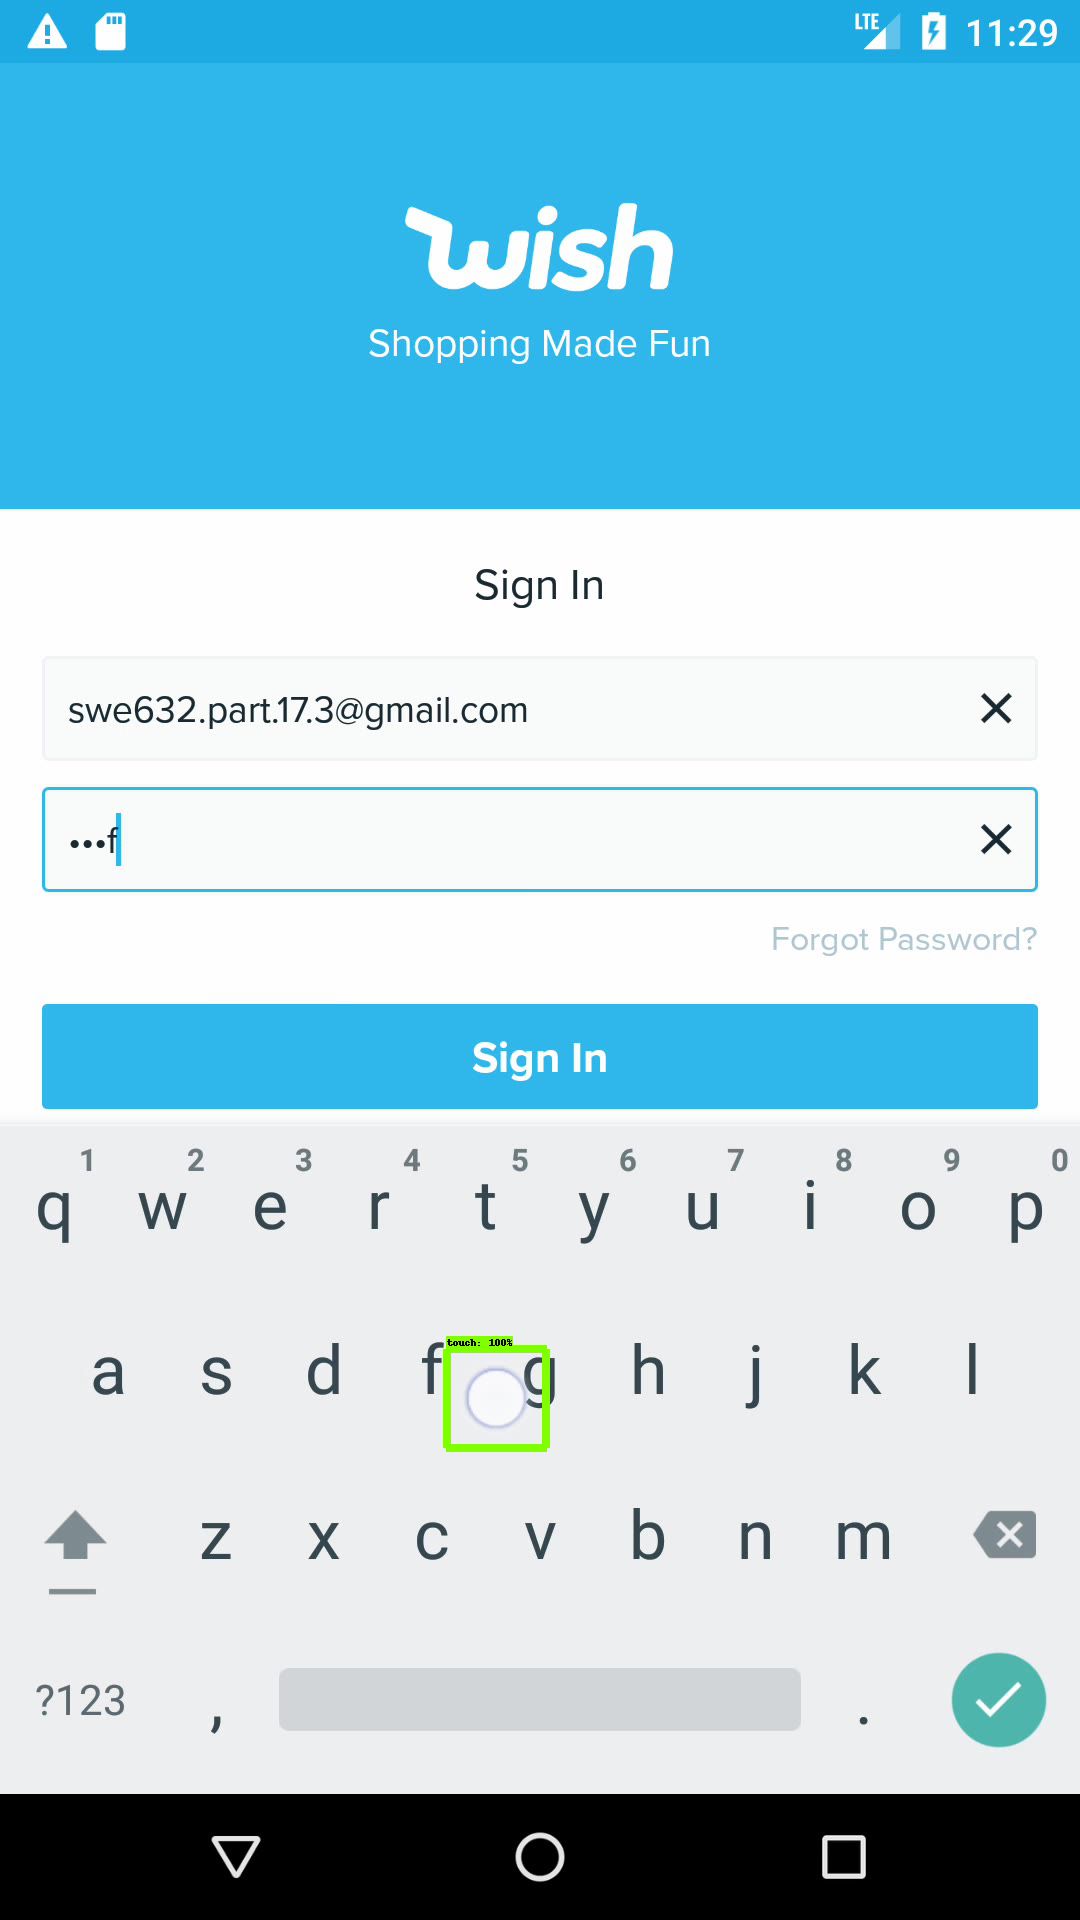 LTE 11:29
wish
Shopping Made Fun
Sign In
swe632.part.17.3@gmail.com
•••f
Forgot Password?
Sign In
1 2 3 4 5 6 7 8 9 0
q w e r t y u i o p
touch: 100%
a s d f g h j k l
z x c v b n m
?123 , .